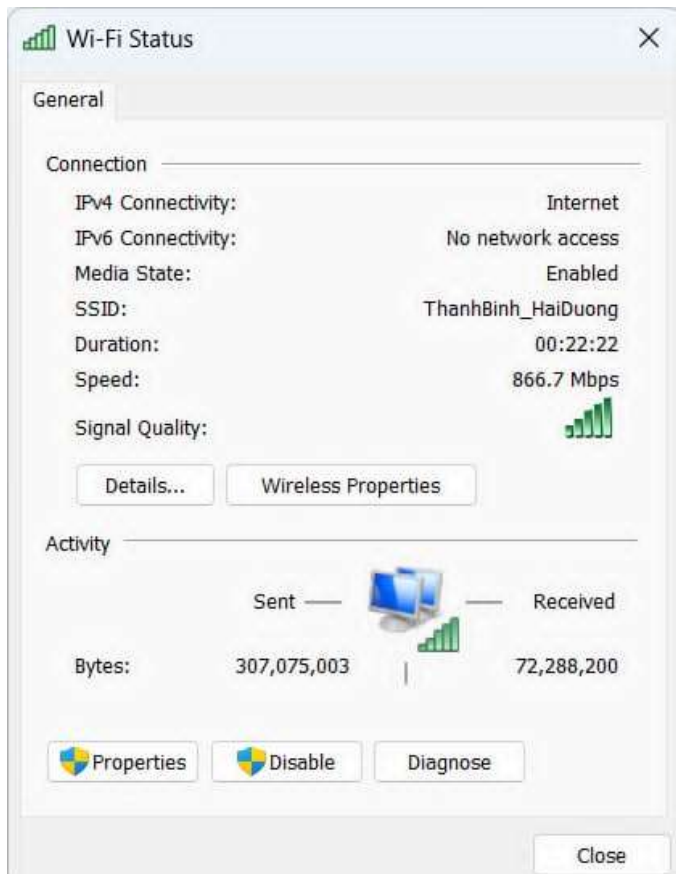 Wi-Fi Status
General
Connection
IPv4 Connectivity: Internet
IPv6 Connectivity: No network access
Media State: Enabled
SSID: ThanhBinh_HaiDuong
Duration: 00:22:22
Speed: 866.7 Mbps
Signal Quality:
Details... Wireless Properties
Activity
Sent Received
Bytes: 307,075,003 72,288,200
Properties Disable Diagnose
Close